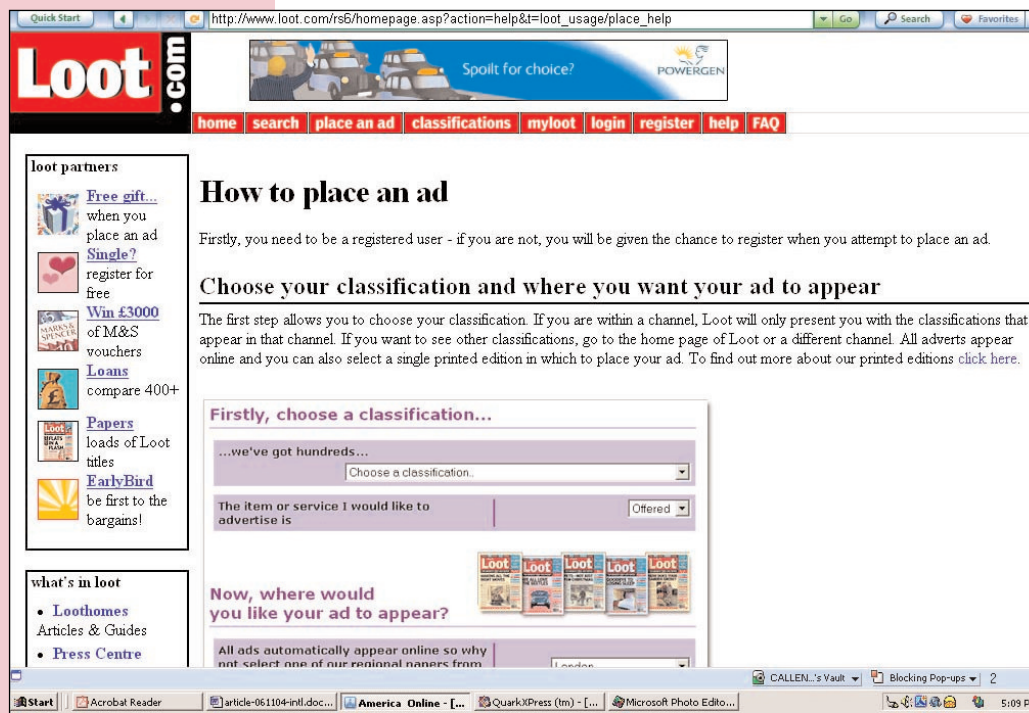 Quick Start
http://www.loot.com/rs6/homepage.asp?action=help&t=loot_usage/place_help
Go
Search
Favorites
Loot.com
Spoilt for choice?
POWERGEN
home search place an ad classifications myloot login register help FAQ
loot partners
Free gift...
when you
place an ad
Single?
register for
free
Win £3000
of M&S
vouchers
Loans
compare 400+
Papers
loads of Loot
titles
EarlyBird
be first to the
bargains!
what's in loot
• Loothomes
Articles & Guides
• Press Centre
How to place an ad
Firstly, you need to be a registered user - if you are not, you will be given the chance to register when you attempt to place an ad.
Choose your classification and where you want your ad to appear
The first step allows you to choose your classification. If you are within a channel, Loot will only present you with the classifications that
appear in that channel. If you want to see other classifications, go to the home page of Loot or a different channel. All adverts appear
online and you can also select a single printed edition in which to place your ad. To find out more about our printed editions click here.
Firstly, choose a classification...
...we've got hundreds...
Choose a classification..
The item or service I would like to
advertise is
Offered
Loot Loot Loot Loot Loot
Now, where would
you like your ad to appear?
All ads automatically appear online so why
not select one of our regional papers from
London
CALLEN...'s Vault
Blocking Pop-ups
2
Start
Acrobat Reader
article-061104-intl.doc...
America Online - [...
QuarkXPress (tm) - [...
Microsoft Photo Edito...
5:09 P